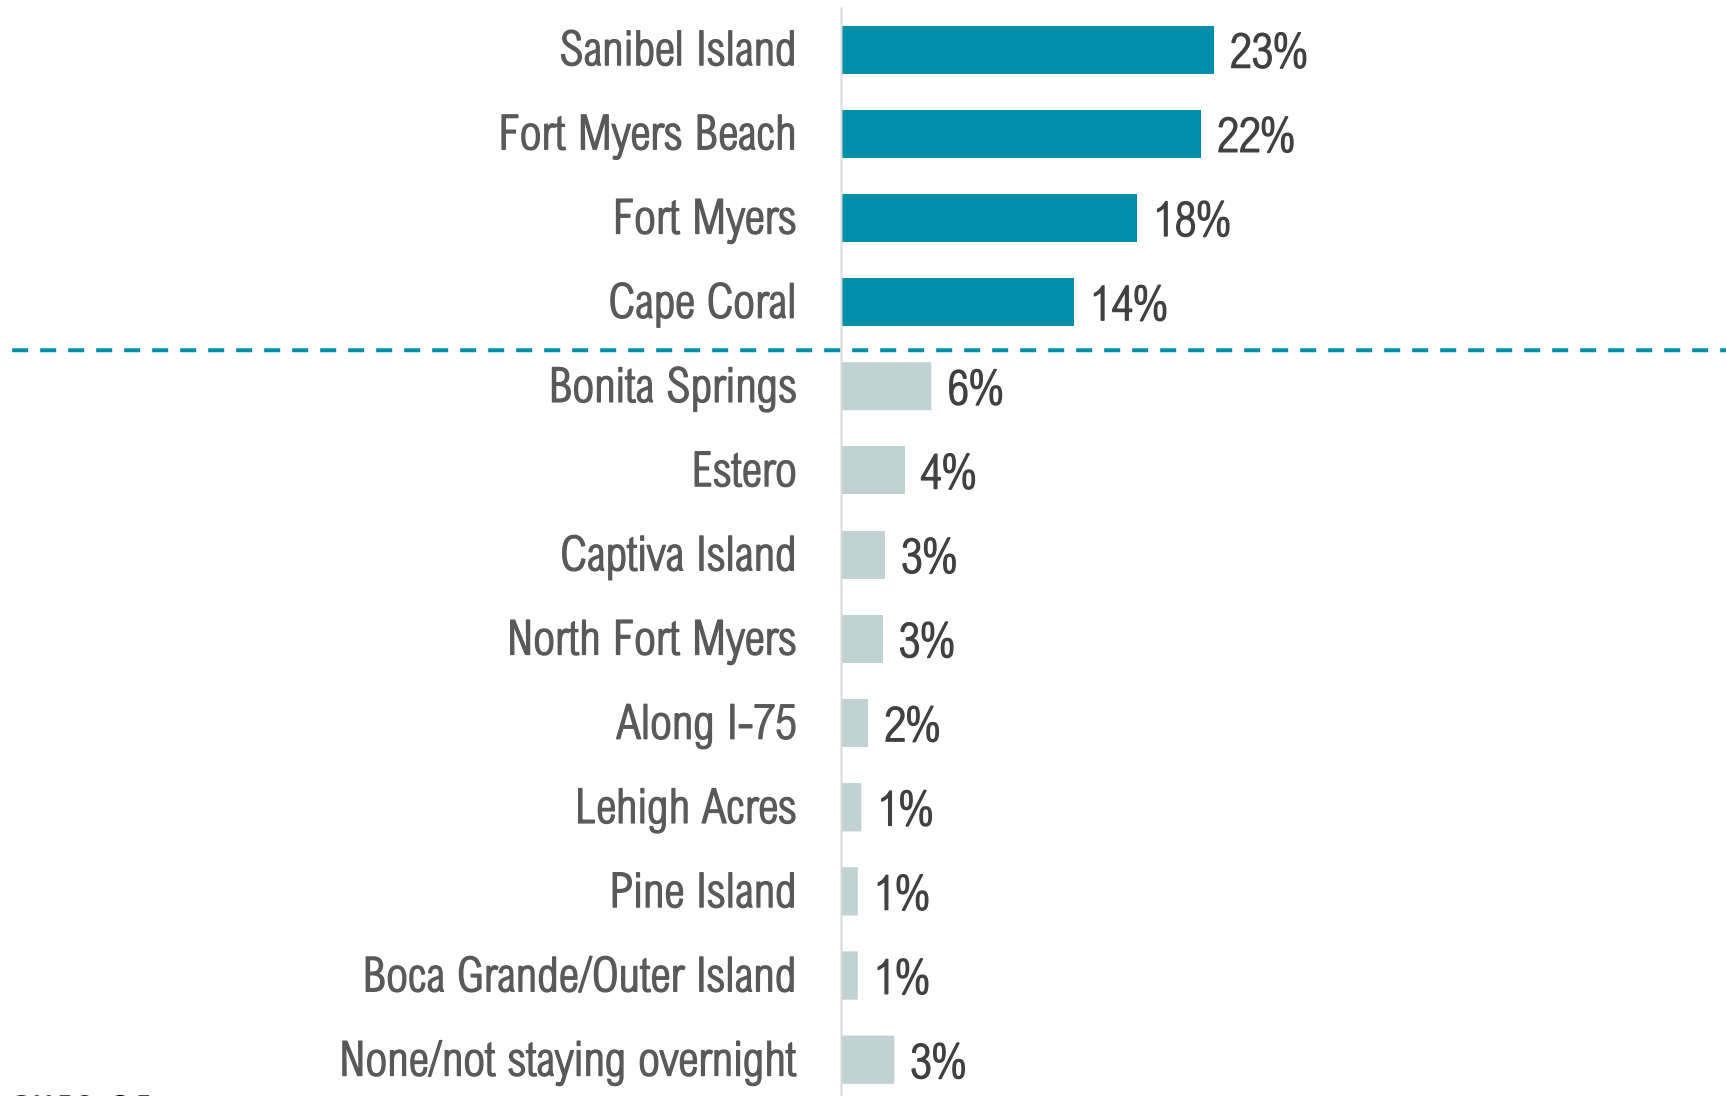 Sanibel Island 23%
Fort Myers Beach 22%
Fort Myers 18%
Cape Coral 14%
Bonita Springs 6%
Estero 4%
Captiva Island 3%
North Fort Myers 3%
Along I-75 2%
Lehigh Acres 1%
Pine Island 1%
Boca Grande/Outer Island 1%
None/not staying overnight 3%